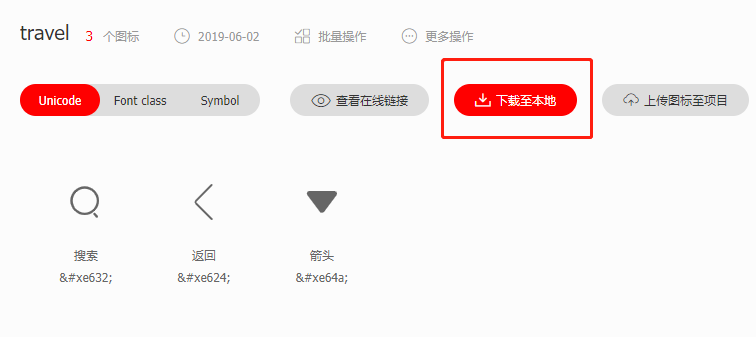 travel 3 个图标 2019-06-02 批量操作 更多操作
Unicode Font class Symbol 查看在线链接 下载至本地 上传图标至项目
搜索 返回 箭头
&#xe632; &#xe624; &#xe64a;